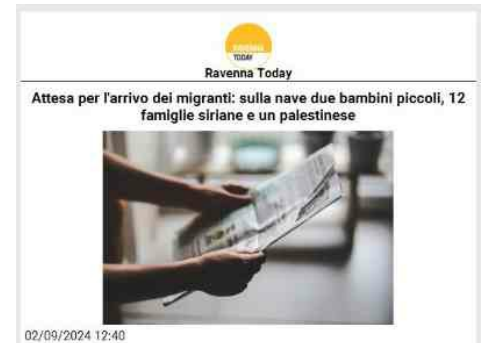 TODAY
Ravenna Today
Attesa per l'arrivo dei migranti: sulla nave due bambini piccoli, 12
famiglie siriane e un palestinese
02/09/2024 12:40